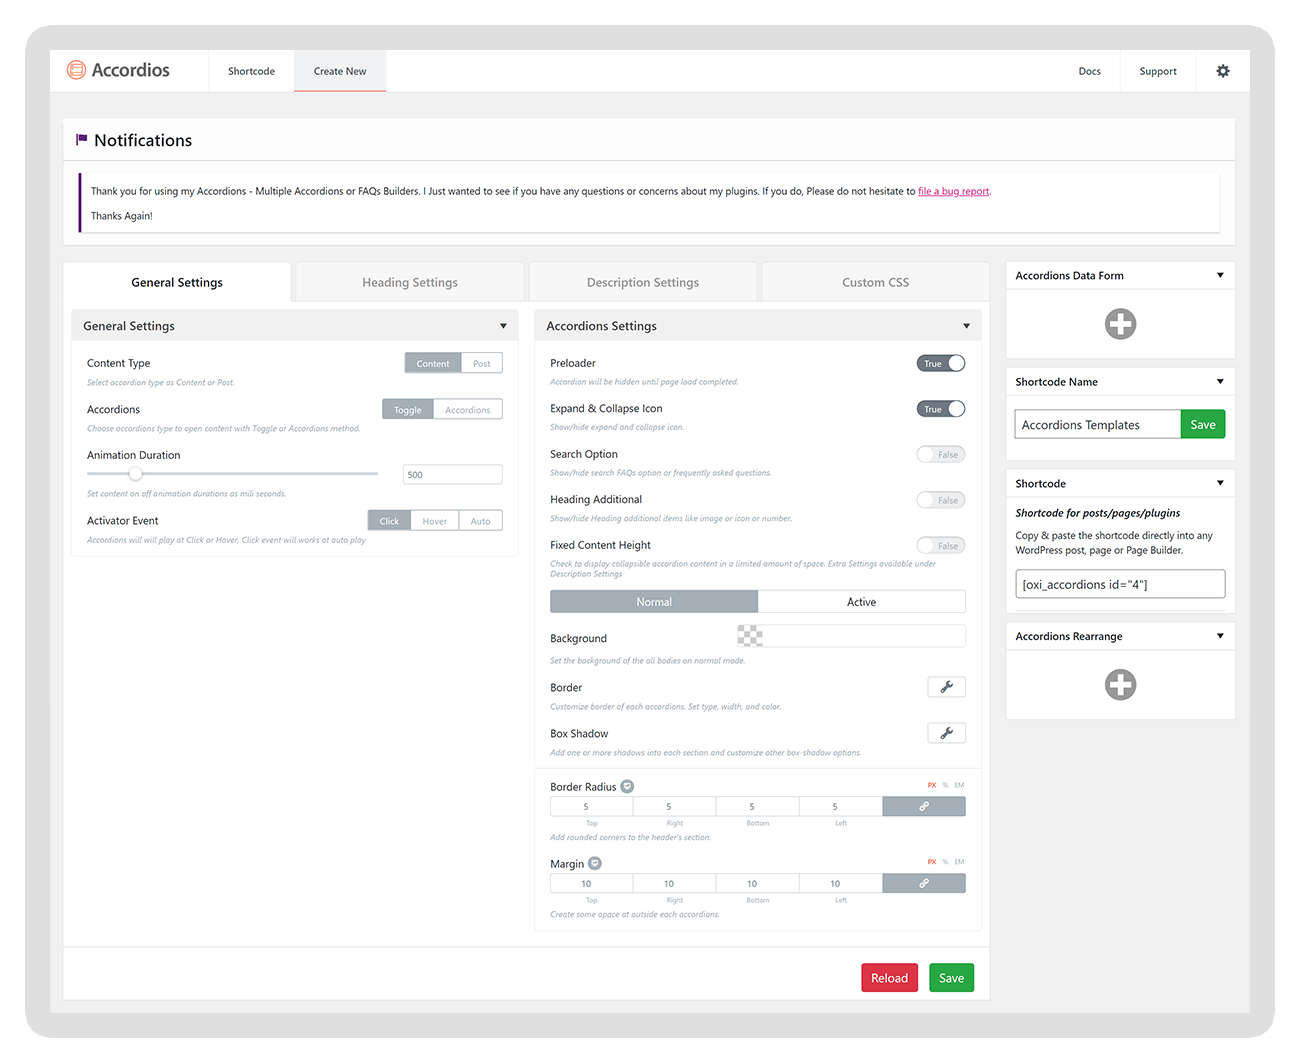 Accordios
Shortcode
Create New
Docs
Support
Notifications
Thank you for using my Accordions - Multiple Accordions or FAQs Builders. I Just wanted to see if you have any questions or concerns about my plugins. If you do, Please do not hesitate to file a bug report.
Thanks Again!
General Settings
Heading Settings
Description Settings
Custom CSS
General Settings
Content Type
Content
Post
Select accordion type as Content or Post.
Accordions
Toggle
Accordions
Choose accordions type to open content with Toggle or Accordions method.
Animation Duration
500
Set content on off animation durations as mili seconds.
Activator Event
Click
Hover
Auto
Accordions will will play at Click or Hover, Click event will works at auto play
Accordions Settings
Preloader
True
Accordion will be hidden until page load completed.
Expand & Collapse Icon
True
Show/hide expand and collapse icon.
Search Option
False
Show/hide search FAQs option or frequently asked questions.
Heading Additional
False
Show/hide Heading additional items like image or icon or number.
Fixed Content Height
False
Check to display collapsible accordion content in a limited amount of space. Extra Settings available under
Description Settings
Normal
Active
Background
Set the background of the all bodies on normal mode.
Border
Customize border of each accordions. Set type, width, and color.
Box Shadow
Add one or more shadows into each section and customize other box-shadow options.
Border Radius
PX % EM
5 5 5 5
Top Right Bottom Left
Add rounded corners to the header's section.
Margin
PX % EM
10 10 10 10
Top Right Bottom Left
Create some apace at outside each accordions.
Reload
Save
Accordions Data Form
Shortcode Name
Accordions Templates
Save
Shortcode
Shortcode for posts/pages/plugins
Copy & paste the shortcode directly into any
WordPress post, page or Page Builder.
[oxi_accordions id="4"]
Accordions Rearrange